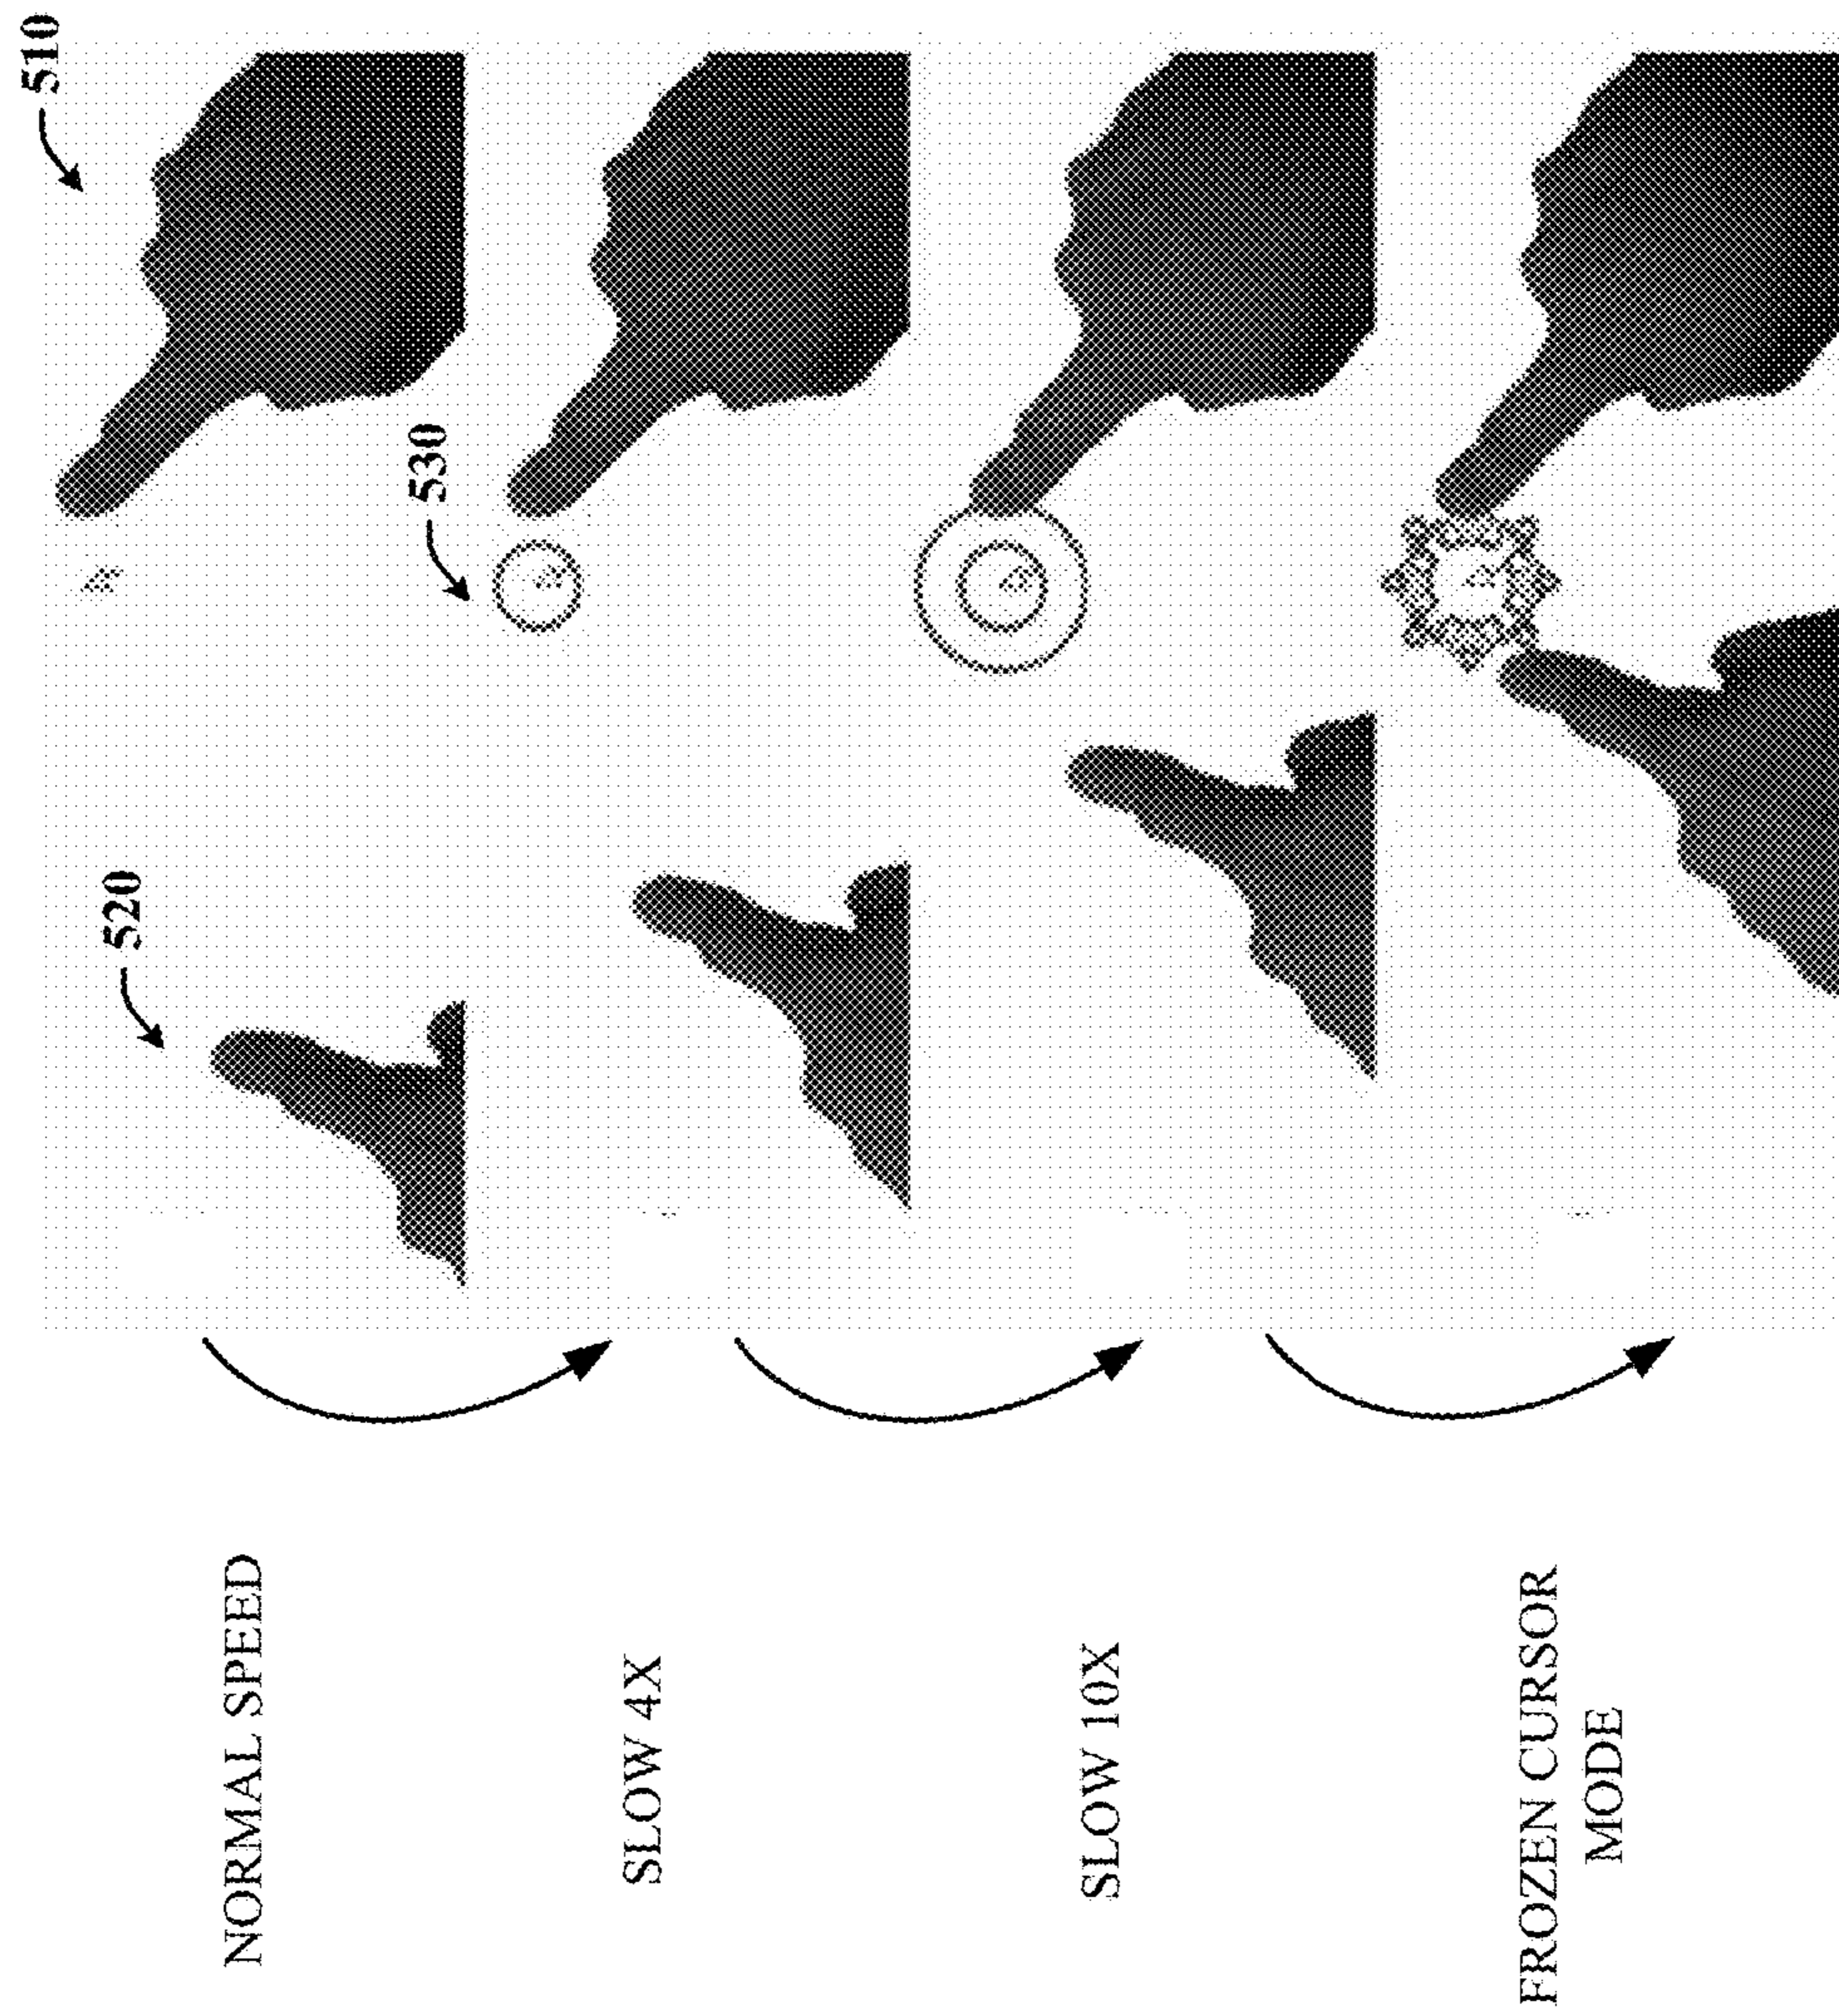 510
520
530
NORMAL SPEED
SLOW 4X
SLOW 10X
FROZEN CURSOR
MODE